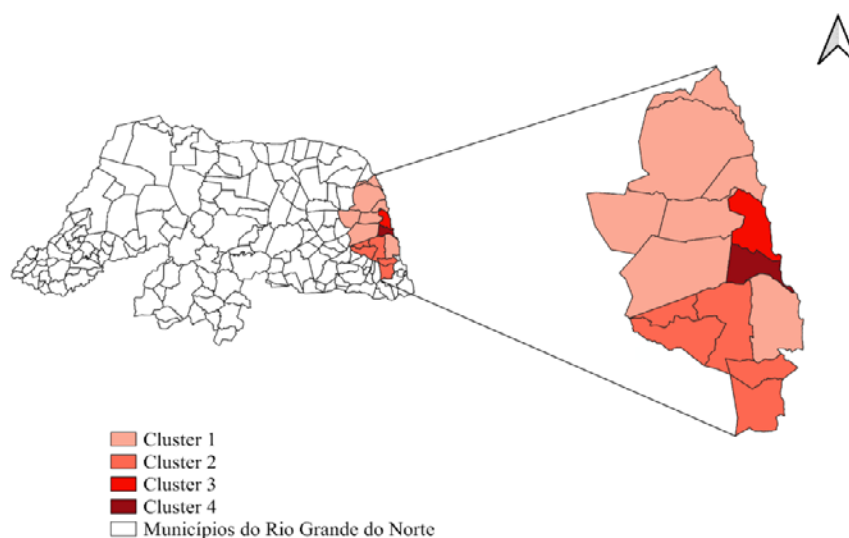 Cluster 1
Cluster 2
Cluster 3
Cluster 4
Municípios do Rio Grande do Norte